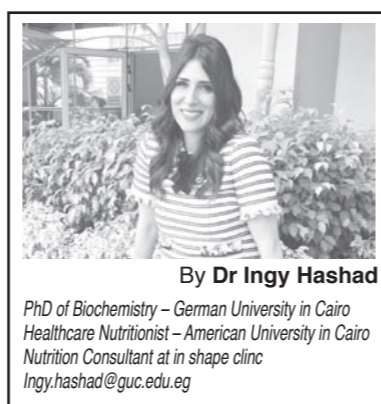 By Dr Ingy Hashad
PhD of Biochemistry – German University in Cairo
Healthcare Nutritionist – American University in Cairo
Nutrition Consultant at in shape clinc
Ingy.hashad@guc.edu.eg